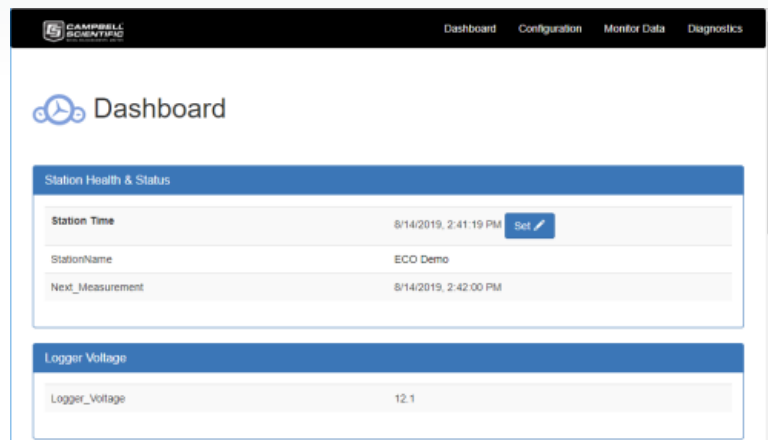 CAMPBELL
SCIENTIFIC
Dashboard Configuration Monitor Data Diagnostics
Dashboard
Station Health & Status
Station Time 8/14/2019, 2:41:19 PM Set
StationName ECO Demo
Next_Measurement 8/14/2019, 2:42:00 PM
Logger Voltage
Logger_Voltage 12.1